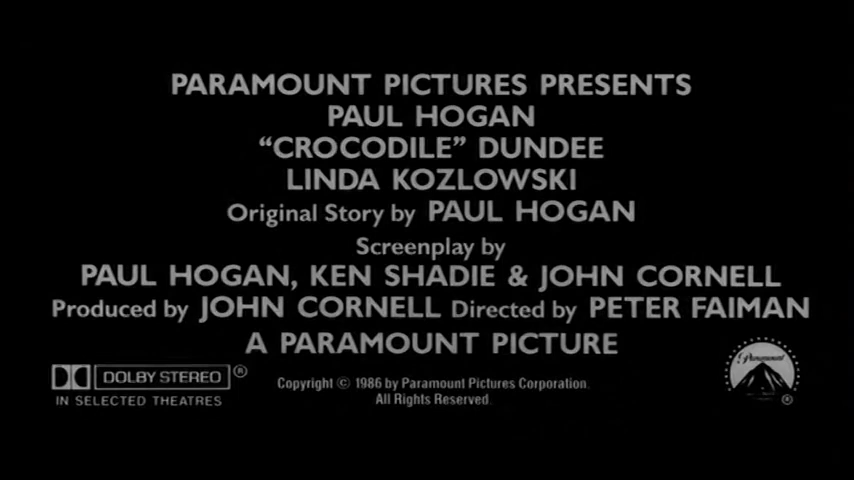 PARAMOUNT PICTURES PRESENTS
PAUL HOGAN
“CROCODILE” DUNDEE
LINDA KOZLOWSKI
Original Story by PAUL HOGAN
Screenplay by
PAUL HOGAN, KEN SHADIE & JOHN CORNELL
Produced by JOHN CORNELL Directed by PETER FAIMAN
A PARAMOUNT PICTURE
DOLBY STEREO ®
IN SELECTED THEATRES
Copyright © 1986 by Paramount Pictures Corporation.
All Rights Reserved.
Paramount
®